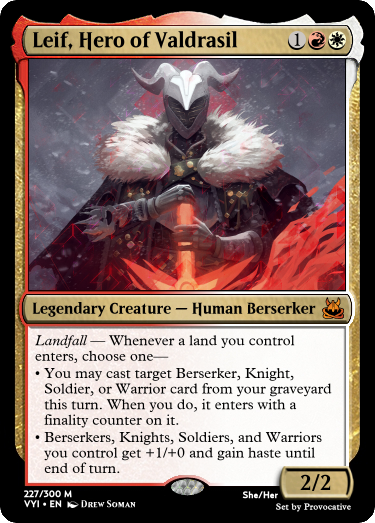 Leif, Hero of Valdrasil 1
Legendary Creature — Human Berserker
Landfall — Whenever a land you control
enters, choose one—
• You may cast target Berserker, Knight,
Soldier, or Warrior card from your graveyard
this turn. When you do, it enters with a
finality counter on it.
• Berserkers, Knights, Soldiers, and Warriors
you control get +1/+0 and gain haste until
end of turn.
2/2
227/300 M She/Her
VYI • EN Drew Soman Set by Provocative